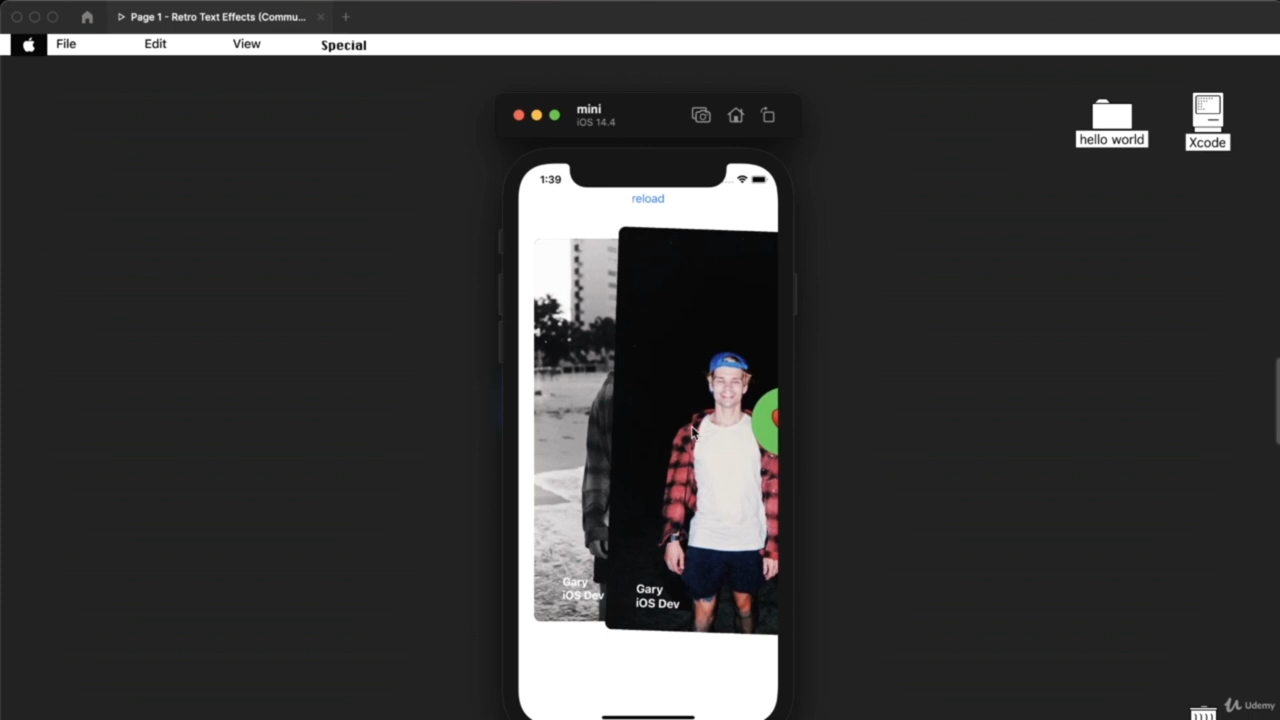 Page 1 - Retro Text Effects (Commu...
File
Edit
View
Special
mini
iOS 14.4
hello world
Xcode
1:39
reload
Gary
iOS Dev
Gary
iOS Dev
Udemy